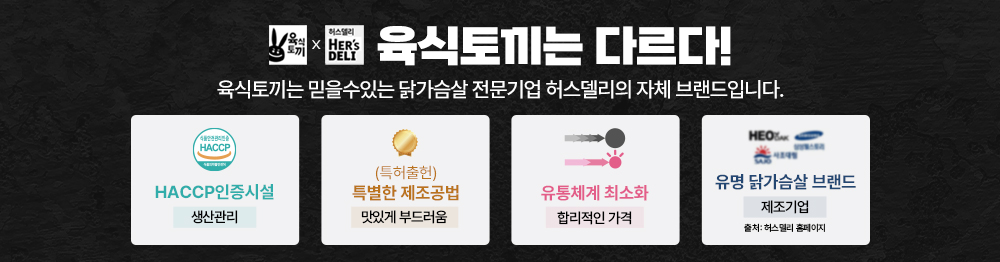 육식
토끼
x
허스델리
HER's
DELI
육식토끼는 다르다!
육식토끼는 믿을수있는 닭가슴살 전문기업 허스델리의 자체 브랜드입니다.
HACCP
HACCP인증시설
생산관리
(특허출헌)
특별한 제조공법
맛있게 부드러움
유통체계 최소화
합리적인 가격
SAJO
사조대림
유명 닭가슴살 브랜드
제조기업
출처: 허스델리 홈페이지